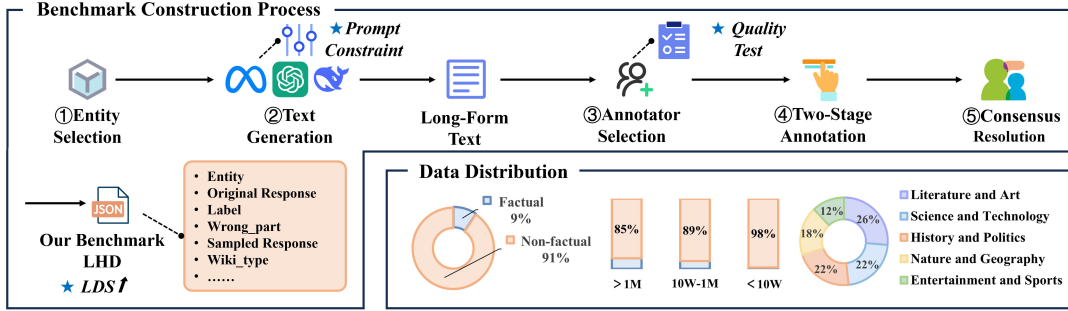 Benchmark Construction Process
★ Prompt
Constraint
★ Quality
Test
①Entity
Selection
②Text
Generation
Long-Form
Text
③Annotator
Selection
④Two-Stage
Annotation
⑤Consensus
Resolution
JSON
Our Benchmark
LHD
★ LDS↑
• Entity
• Original Response
• Label
• Wrong_part
• Sampled Response
• Wiki_type
• ……
Data Distribution
Factual
9%
Non-factual
91%
85%
89%
98%
>1M
10W-1M
<10W
12%
26%
18%
22%
22%
Literature and Art
Science and Technology
History and Politics
Nature and Geography
Entertainment and Sports